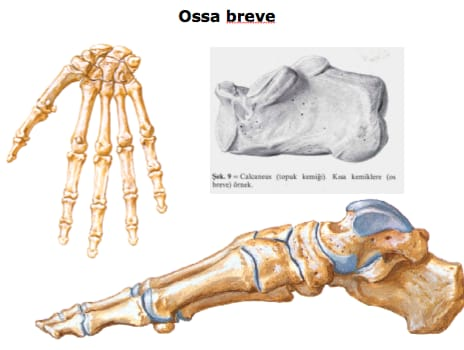 Ossa breve
Şek. 9 — Calcaneus (topuk kemiği). Kısa kemiklere (os
breve) örnek.